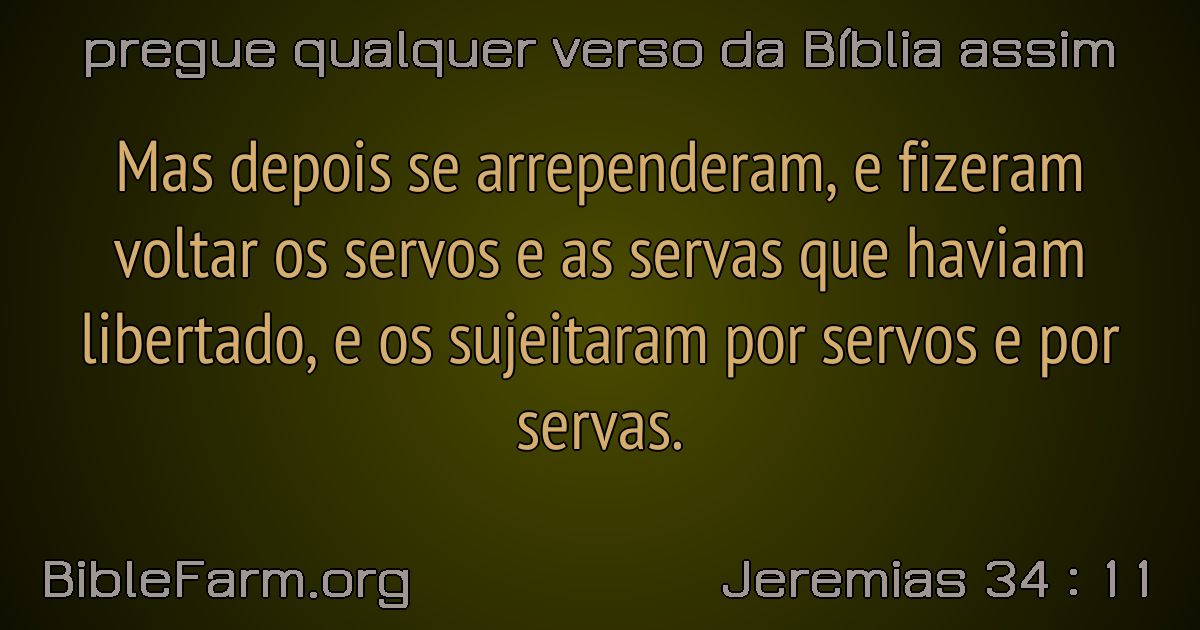 pregue qualquer verso da Bíblia assim
Mas depois se arrependeram, e fizeram
voltar os servos e as servas que haviam
libertado, e os sujeitaram por servos e por
servas.
BibleFarm.org
Jeremias 34 : 11